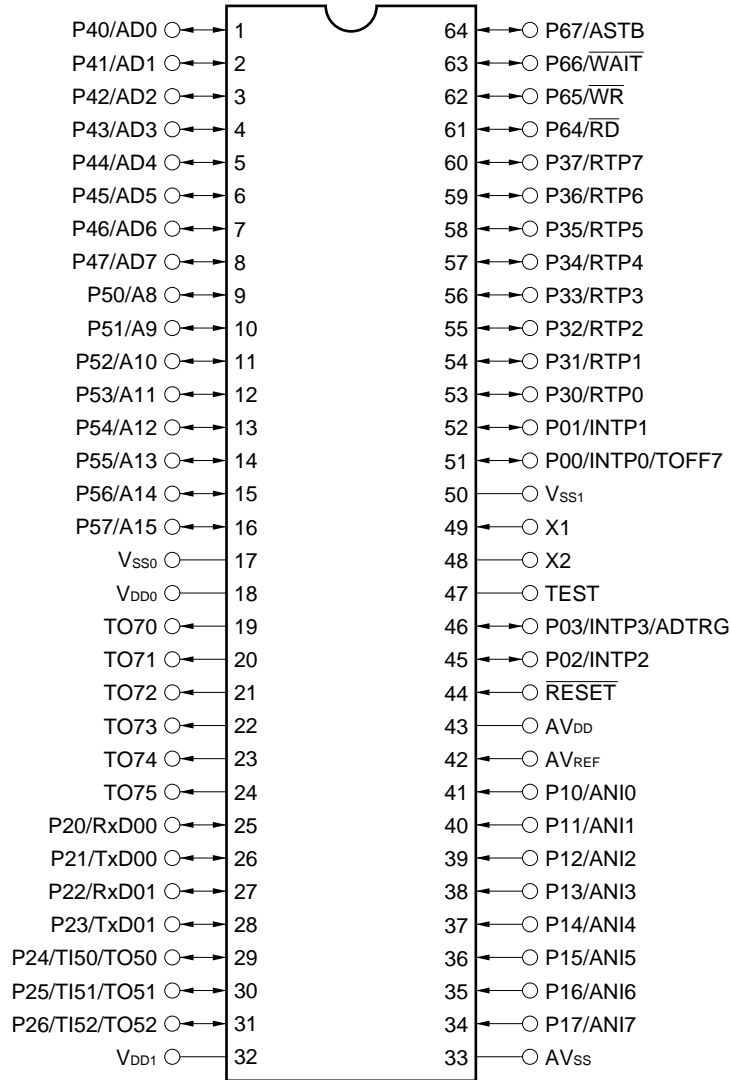 P40/AD0 1 64 P67/ASTB
P41/AD1 2 63 P66/WAIT
P42/AD2 3 62 P65/WR
P43/AD3 4 61 P64/RD
P44/AD4 5 60 P37/RTP7
P45/AD5 6 59 P36/RTP6
P46/AD6 7 58 P35/RTP5
P47/AD7 8 57 P34/RTP4
P50/A8 9 56 P33/RTP3
P51/A9 10 55 P32/RTP2
P52/A10 11 54 P31/RTP1
P53/A11 12 53 P30/RTP0
P54/A12 13 52 P01/INTP1
P55/A13 14 51 P00/INTP0/TOFF7
P56/A14 15 50 VSS1
P57/A15 16 49 X1
VSS0 17 48 X2
VDD0 18 47 TEST
TO70 19 46 P03/INTP3/ADTRG
TO71 20 45 P02/INTP2
TO72 21 44 RESET
TO73 22 43 AVDD
TO74 23 42 AVREF
TO75 24 41 P10/ANI0
P20/RxD00 25 40 P11/ANI1
P21/TxD00 26 39 P12/ANI2
P22/RxD01 27 38 P13/ANI3
P23/TxD01 28 37 P14/ANI4
P24/TI50/TO50 29 36 P15/ANI5
P25/TI51/TO51 30 35 P16/ANI6
P26/TI52/TO52 31 34 P17/ANI7
VDD1 32 33 AVSS